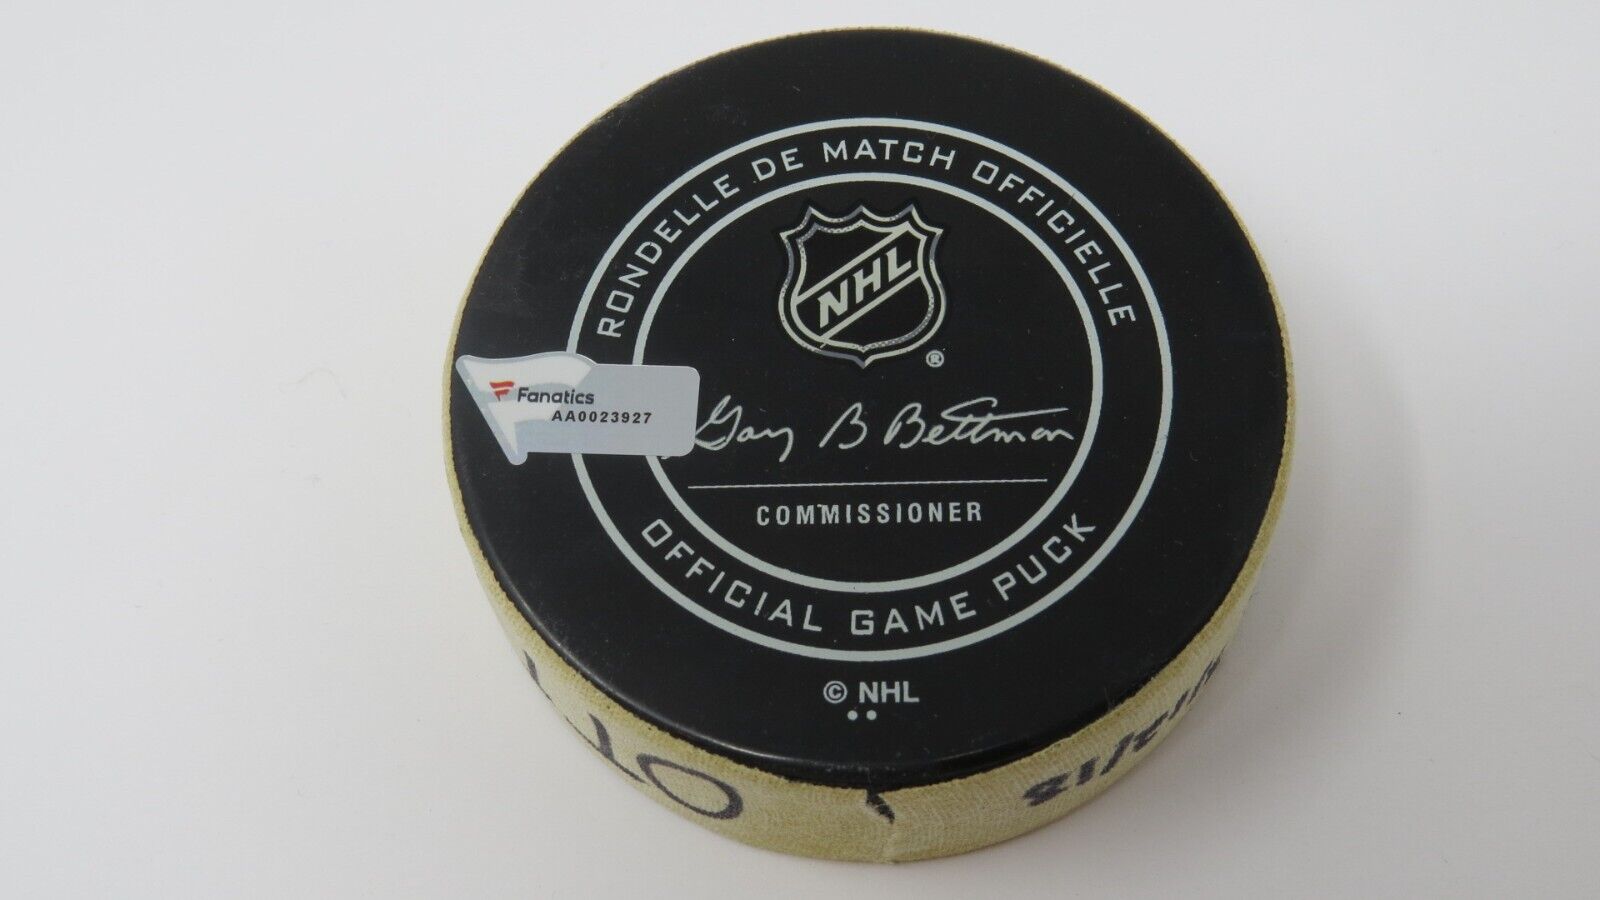 RONDELLE DE MATCH OFFICIELLE
NHL
®
Fanatics
AA0023927
Gary B Bettman
COMMISSIONER
OFFICIAL GAME PUCK
© NHL